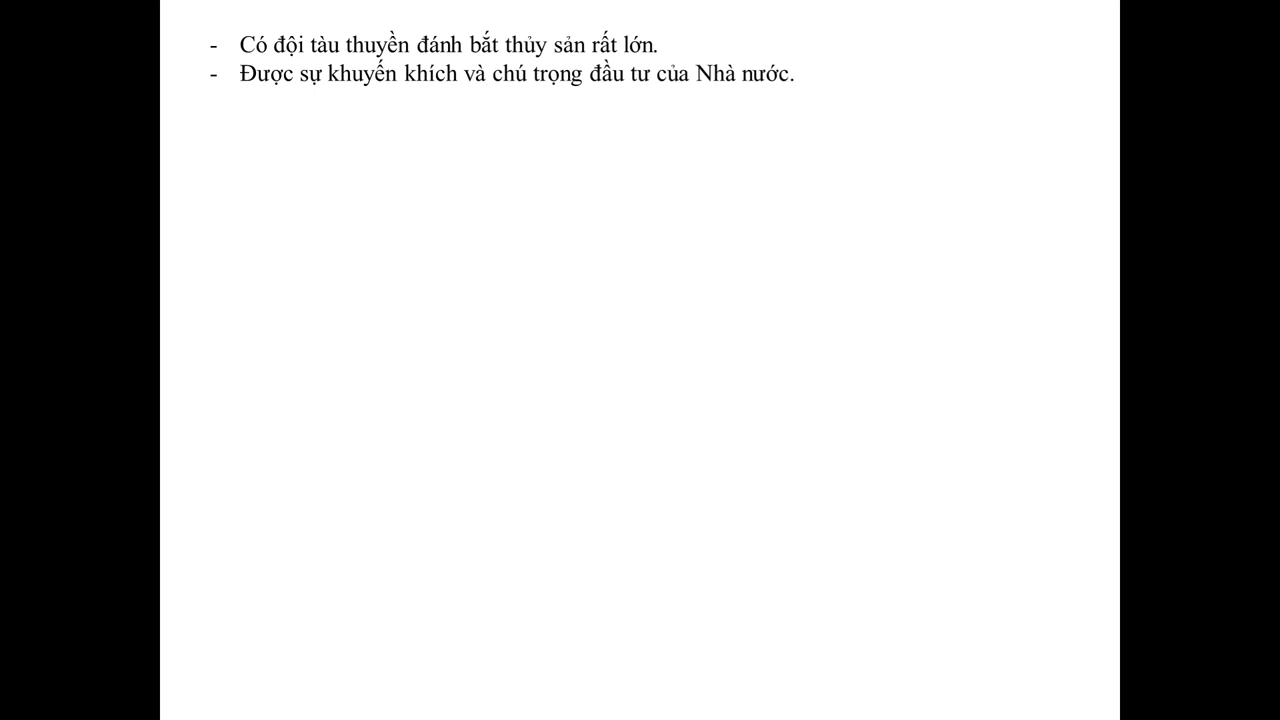 - Có đội tàu thuyền đánh bắt thủy sản rất lớn.
- Được sự khuyến khích và chú trọng đầu tư của Nhà nước.